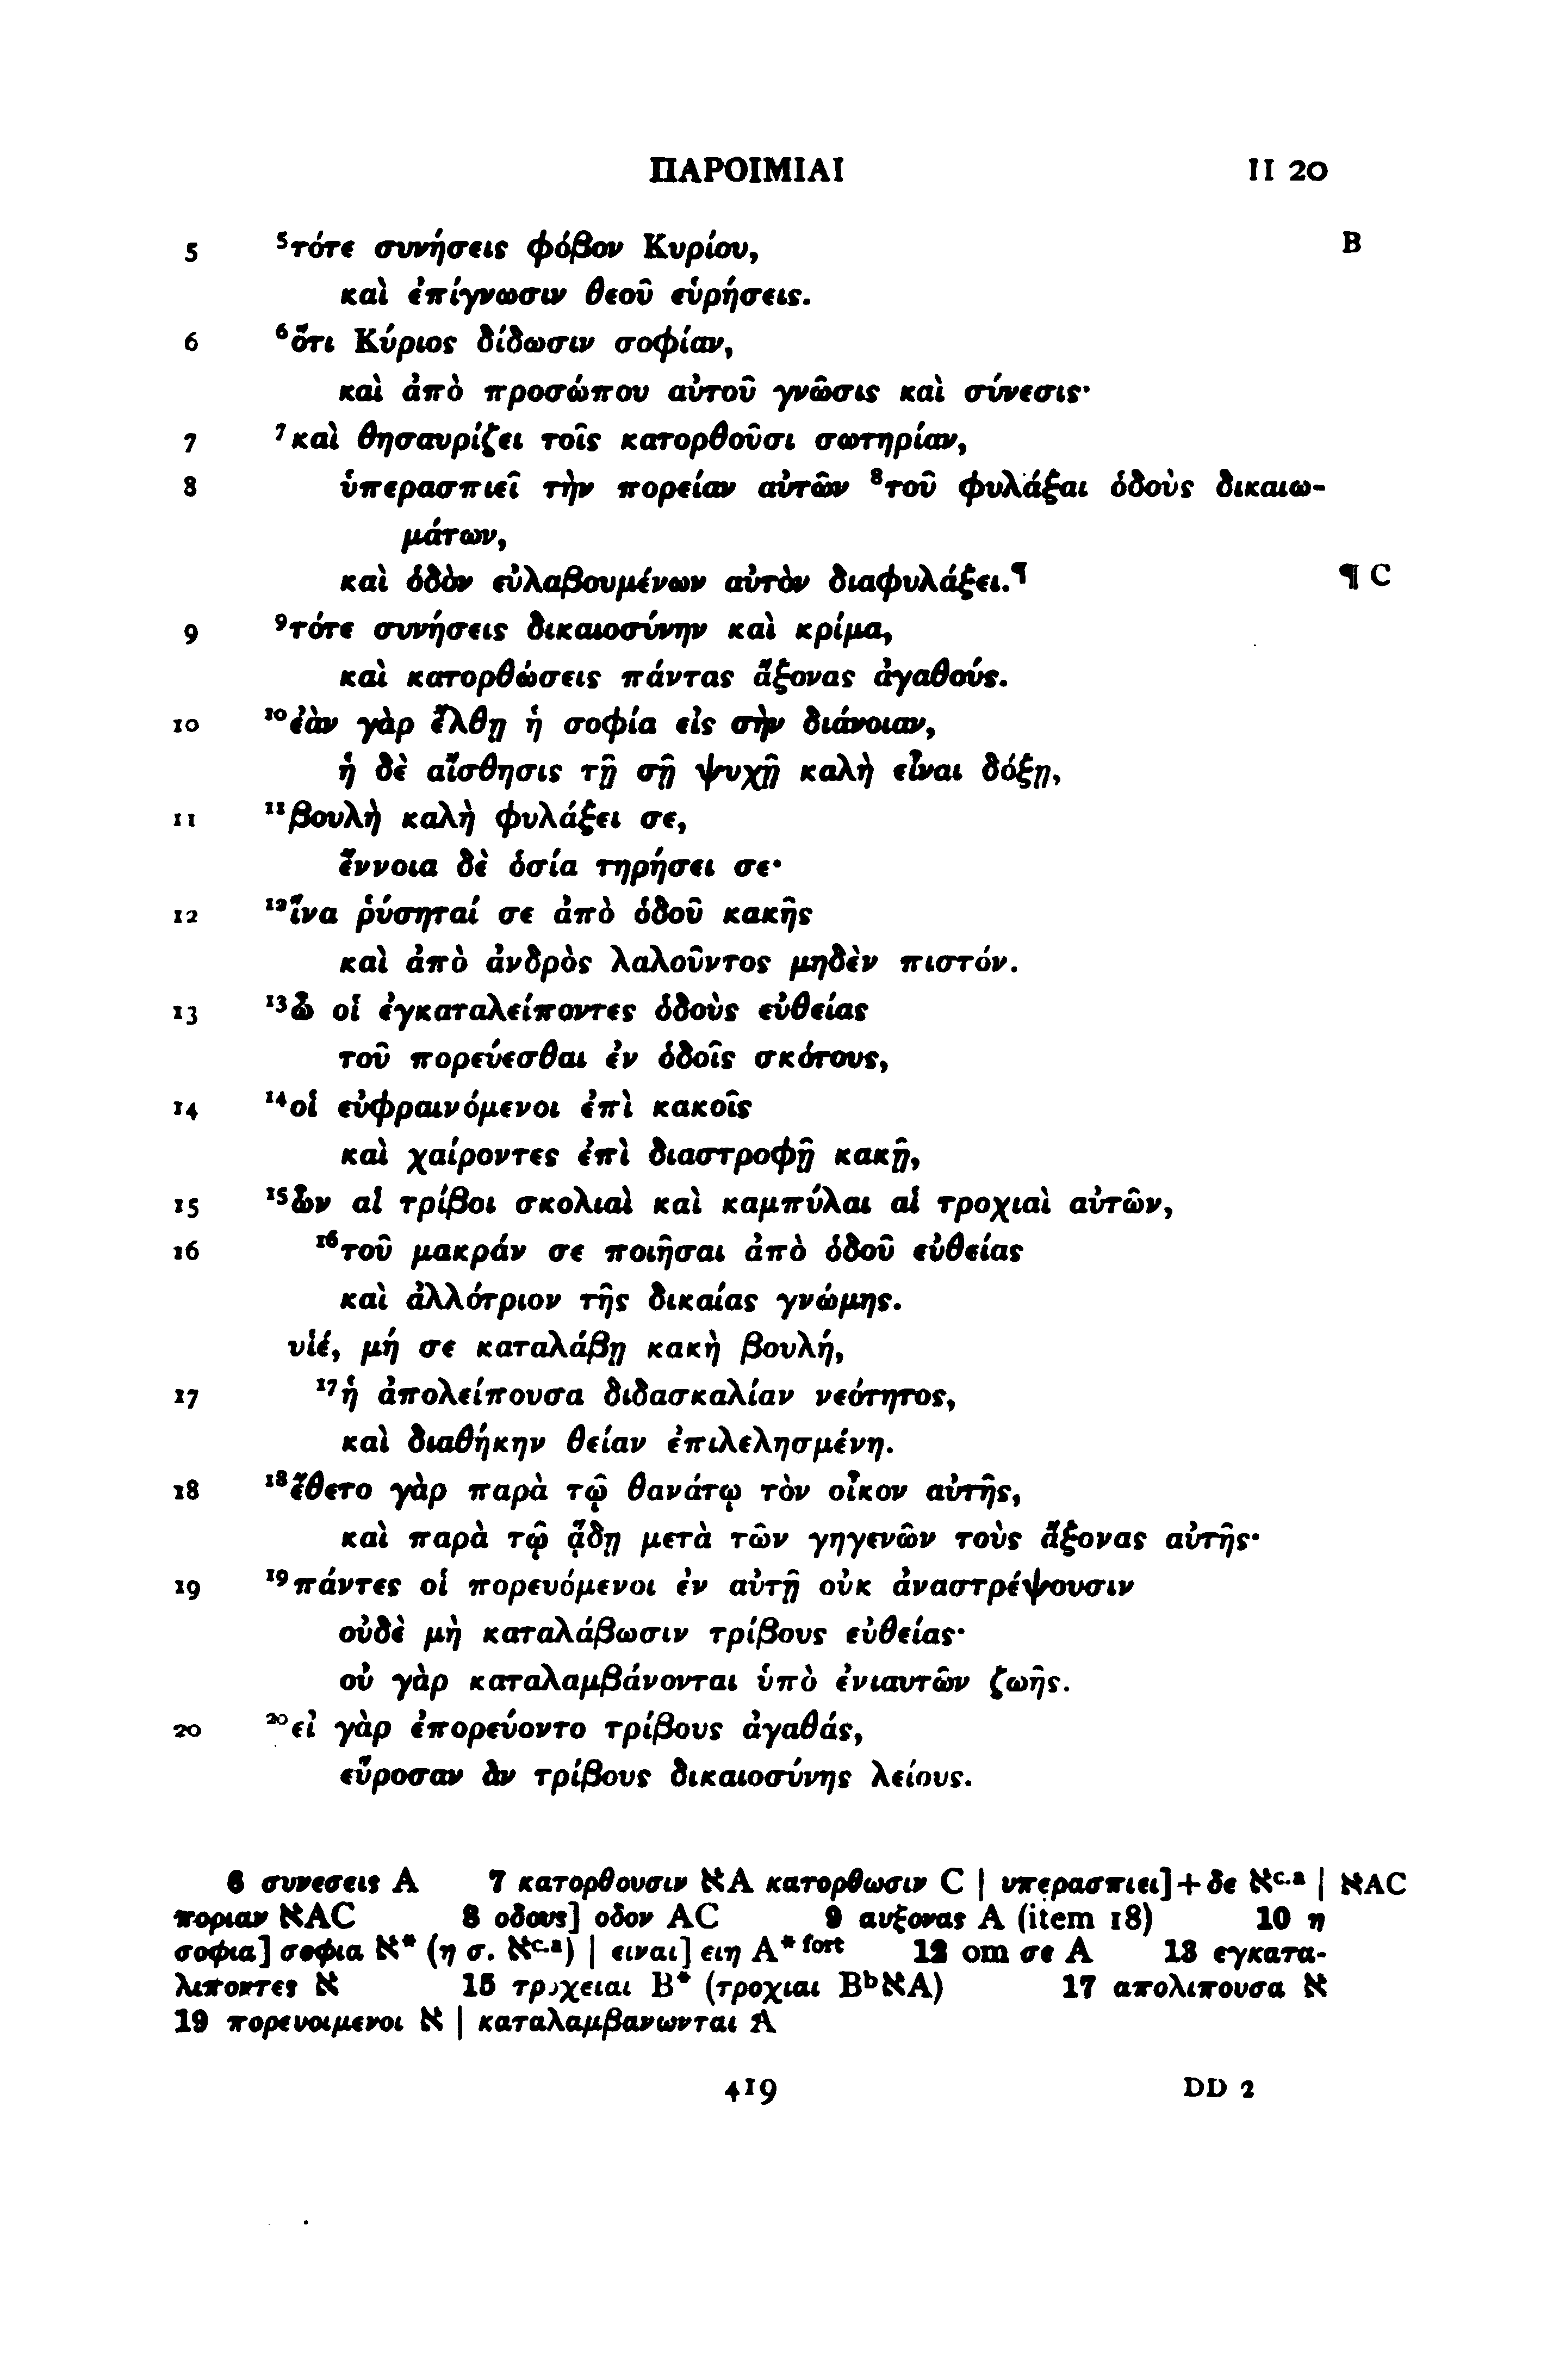 ΠΑΡΟΙΜΙΑΙ II 20
5 ⁵τότε συνήσεις φόβον Κυρίου, B
καὶ ἐπίγνωσιν θεοῦ εὑρήσεις.
6 ⁶ὅτι Κύριος δίδωσιν σοφίαν,
καὶ ἀπὸ προσώπου αὐτοῦ γνῶσις καὶ σύνεσις·
7 ⁷καὶ θησαυρίζει τοῖς κατορθοῦσι σωτηρίαν,
8 ὑπερασπιεῖ τὴν πορείαν αὐτῶν ⁸τοῦ φυλάξαι ὁδοὺς δικαιω-
μάτων,
καὶ ὁδὸν εὐλαβουμένων αὐτὸν διαφυλάξει.¶ ¶ C
9 ⁹τότε συνήσεις δικαιοσύνην καὶ κρίμα,
καὶ κατορθώσεις πάντας ἄξονας ἀγαθούς.
10 ¹⁰ἐὰν γὰρ ἔλθῃ ἡ σοφία εἰς σὴν διάνοιαν,
ἡ δὲ αἴσθησις τῇ σῇ ψυχῇ καλὴ εἶναι δόξῃ,
11 ¹¹βουλὴ καλὴ φυλάξει σε,
ἔννοια δὲ ὁσία τηρήσει σε·
12 ¹²ἵνα ῥύσηταί σε ἀπὸ ὁδοῦ κακῆς
καὶ ἀπὸ ἀνδρὸς λαλοῦντος μηδὲν πιστόν.
13 ¹³ὦ οἱ ἐγκαταλείποντες ὁδοὺς εὐθείας
τοῦ πορεύεσθαι ἐν ὁδοῖς σκότους,
14 ¹⁴οἱ εὐφραινόμενοι ἐπὶ κακοῖς
καὶ χαίροντες ἐπὶ διαστροφῇ κακῇ,
15 ¹⁵ὧν αἱ τρίβοι σκολιαὶ καὶ καμπύλαι αἱ τροχιαὶ αὐτῶν,
16 ¹⁶τοῦ μακράν σε ποιῆσαι ἀπὸ ὁδοῦ εὐθείας
καὶ ἀλλότριον τῆς δικαίας γνώμης.
υἱέ, μή σε καταλάβῃ κακὴ βουλή,
17 ¹⁷ἡ ἀπολείπουσα διδασκαλίαν νεότητος,
καὶ διαθήκην θείαν ἐπιλελησμένη.
18 ¹⁸ἔθετο γὰρ παρὰ τῷ θανάτῳ τὸν οἶκον αὐτῆς,
καὶ παρὰ τῷ ᾅδῃ μετὰ τῶν γηγενῶν τοὺς ἄξονας αὐτῆς·
19 ¹⁹πάντες οἱ πορευόμενοι ἐν αὐτῇ οὐκ ἀναστρέψουσιν
οὐδὲ μὴ καταλάβωσιν τρίβους εὐθείας·
οὐ γὰρ καταλαμβάνονται ὑπὸ ἐνιαυτῶν ζωῆς.
20 ²⁰εἰ γὰρ ἐπορεύοντο τρίβους ἀγαθάς,
εὕροσαν ἂν τρίβους δικαιοσύνης λείους.
6 συνεσεις A 7 κατορθουσιν ℵA κατορθωσιν C | υπερασπιει]+δε ℵc.a | ℵAC
ποριαν ℵAC 8 οδους] οδον AC 9 αυξονας A (item 18) 10 η
σοφια] σοφια ℵ* (η σ. ℵc.a) | ειναι] ειη A* fort 12 om σε A 13 εγκατα-
λιποντες ℵ 15 τροχειαι B* (τροχιαι BbℵA) 17 απολιπουσα ℵ
19 πορευοιμενοι ℵ | καταλαμβανωνται A
419 DD 2